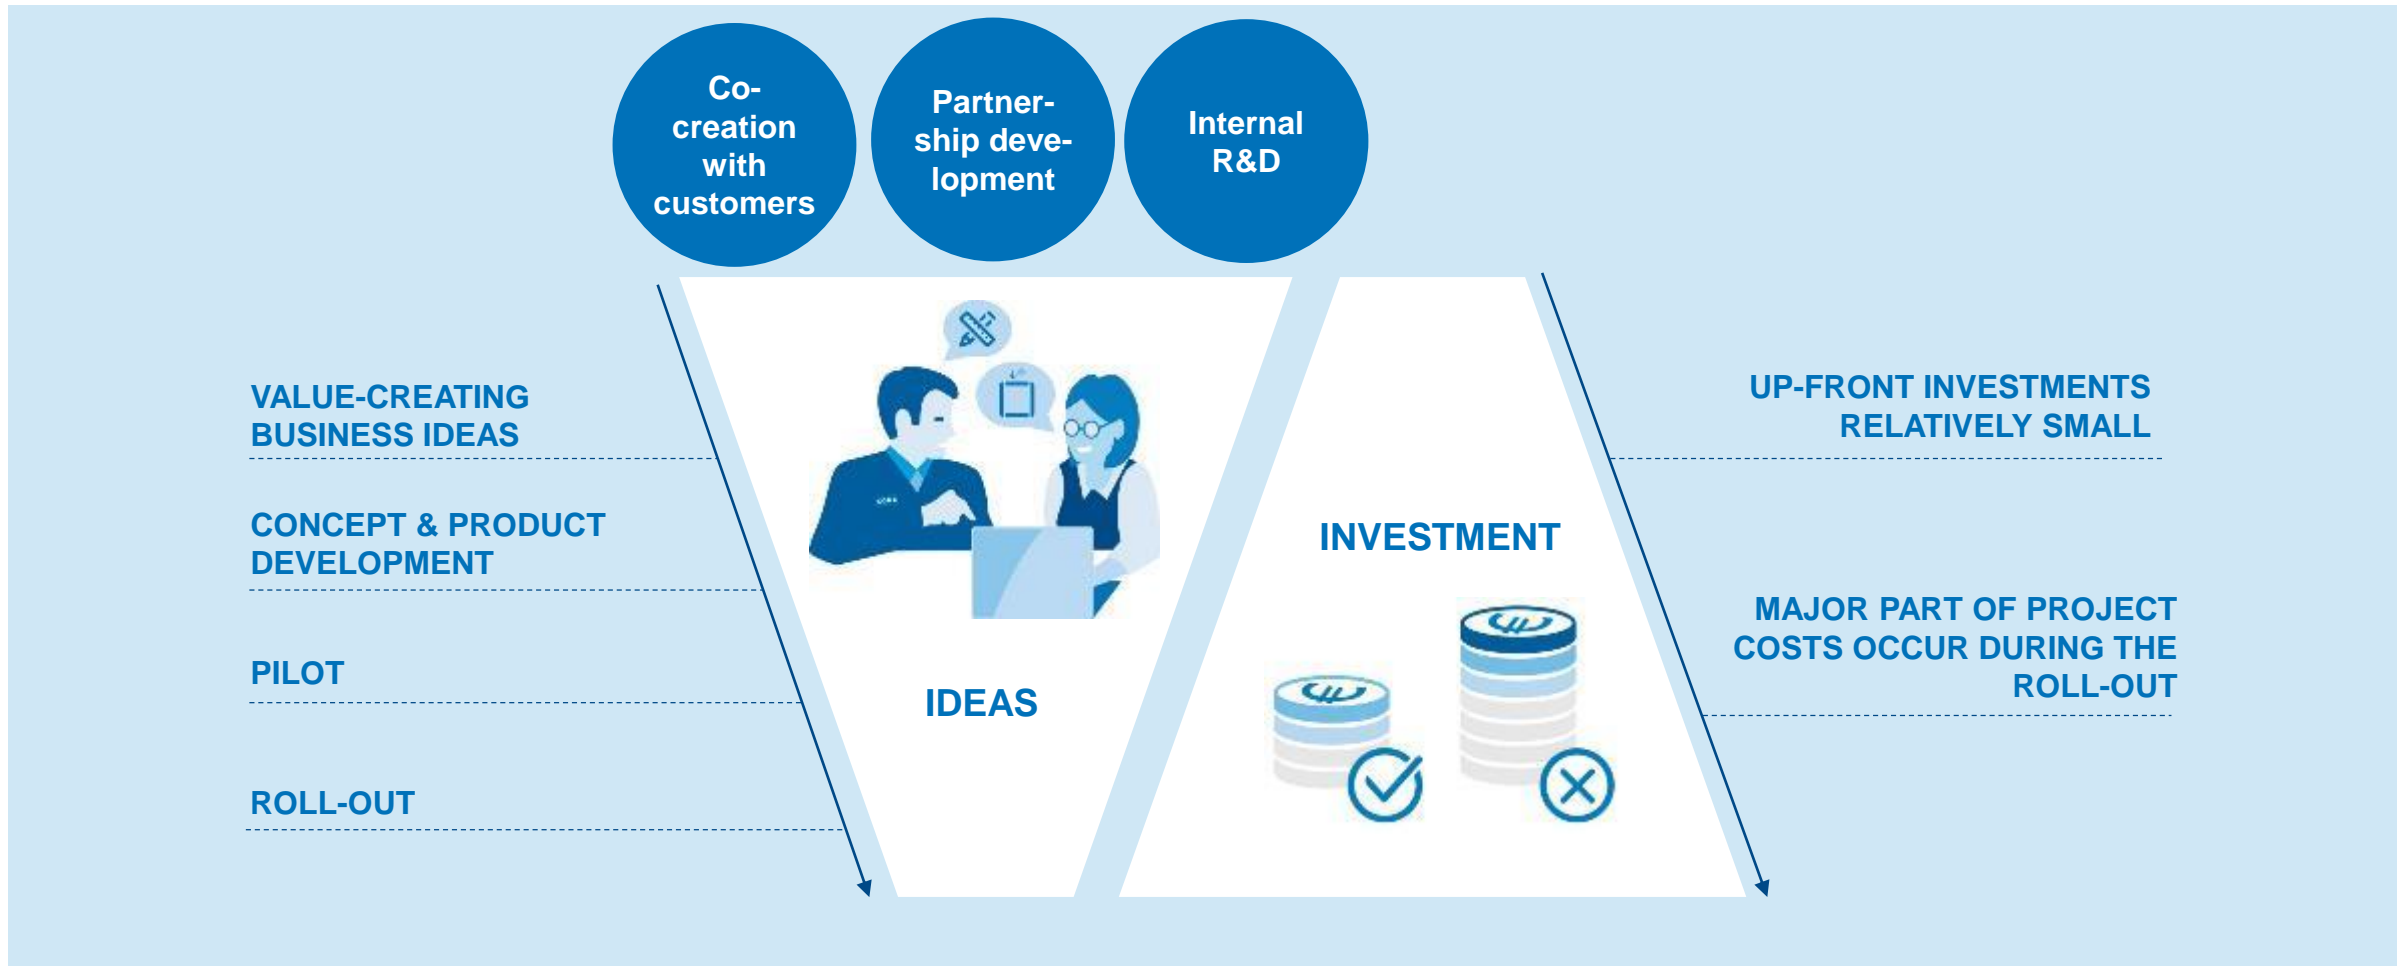 Co-
creation
with
customers
Partner-
ship deve-
lopment
Internal
R&D
VALUE-CREATING
BUSINESS IDEAS
CONCEPT & PRODUCT
DEVELOPMENT
PILOT
ROLL-OUT
IDEAS
INVESTMENT
UP-FRONT INVESTMENTS
RELATIVELY SMALL
MAJOR PART OF PROJECT
COSTS OCCUR DURING THE
ROLL-OUT